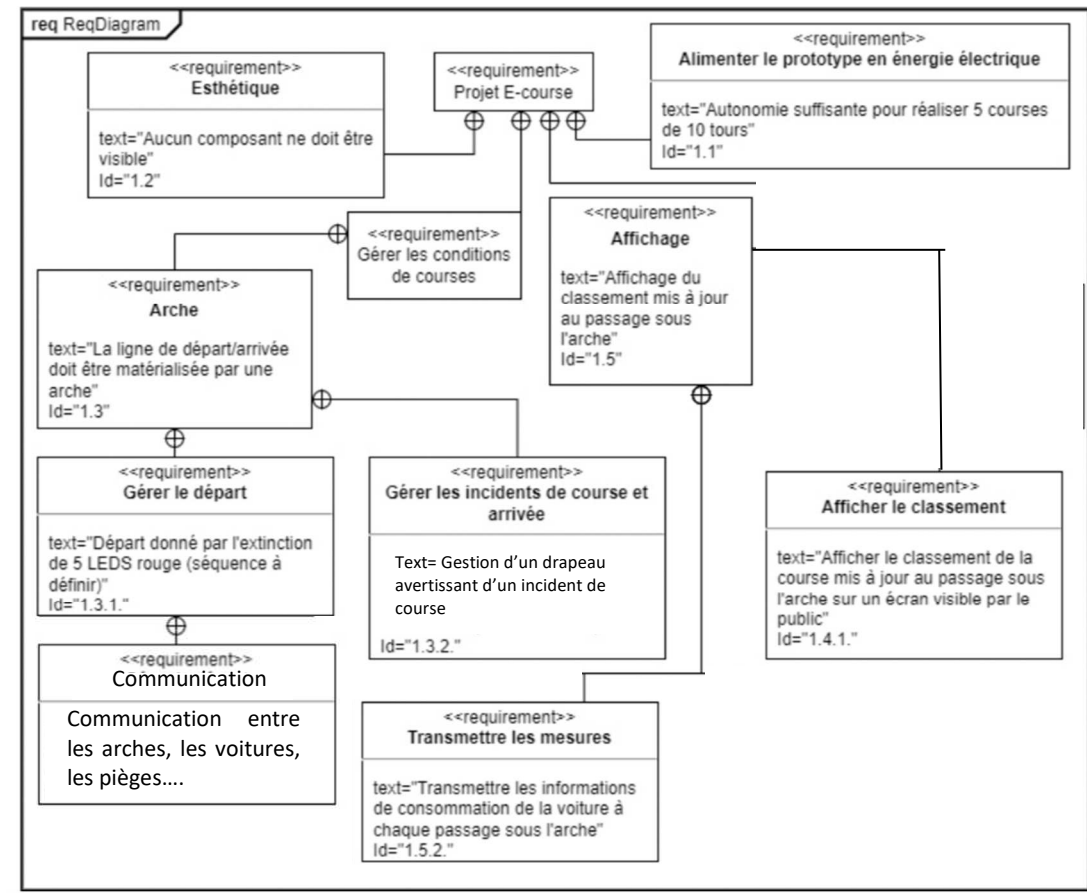 req ReqDiagram
<<requirement>>
Esthétique
text="Aucun composant ne doit être
visible"
Id="1.2"
<<requirement>>
Projet E-course
<<requirement>>
Alimenter le prototype en énergie électrique
text="Autonomie suffisante pour réaliser 5 courses
de 10 tours"
Id="1.1"
<<requirement>>
Gérer les conditions
de courses
<<requirement>>
Affichage
text="Affichage du
classement mis à jour
au passage sous
l'arche"
Id="1.5"
<<requirement>>
Arche
text="La ligne de départ/arrivée
doit être matérialisée par une
arche"
Id="1.3"
<<requirement>>
Gérer le départ
text="Départ donné par l'extinction
de 5 LEDS rouge (séquence à
définir)"
Id="1.3.1."
<<requirement>>
Gérer les incidents de course et
arrivée
Text= Gestion d’un drapeau
avertissant d’un incident de
course
Id="1.3.2."
<<requirement>>
Afficher le classement
text="Afficher le classement de la
course mis à jour au passage sous
l'arche sur un écran visible par le
public"
Id="1.4.1."
<<requirement>>
Communication
Communication entre
les arches, les voitures,
les pièges….
<<requirement>>
Transmettre les mesures
text="Transmettre les informations
de consommation de la voiture à
chaque passage sous l'arche"
Id="1.5.2."